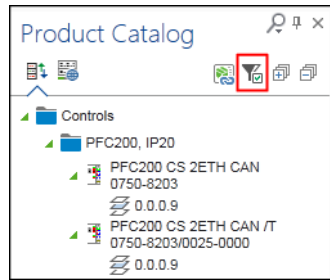 Product Catalog
Controls
PFC200, IP20
PFC200 CS 2ETH CAN
0750-8203
0.0.0.9
PFC200 CS 2ETH CAN /T
0750-8203/0025-0000
0.0.0.9